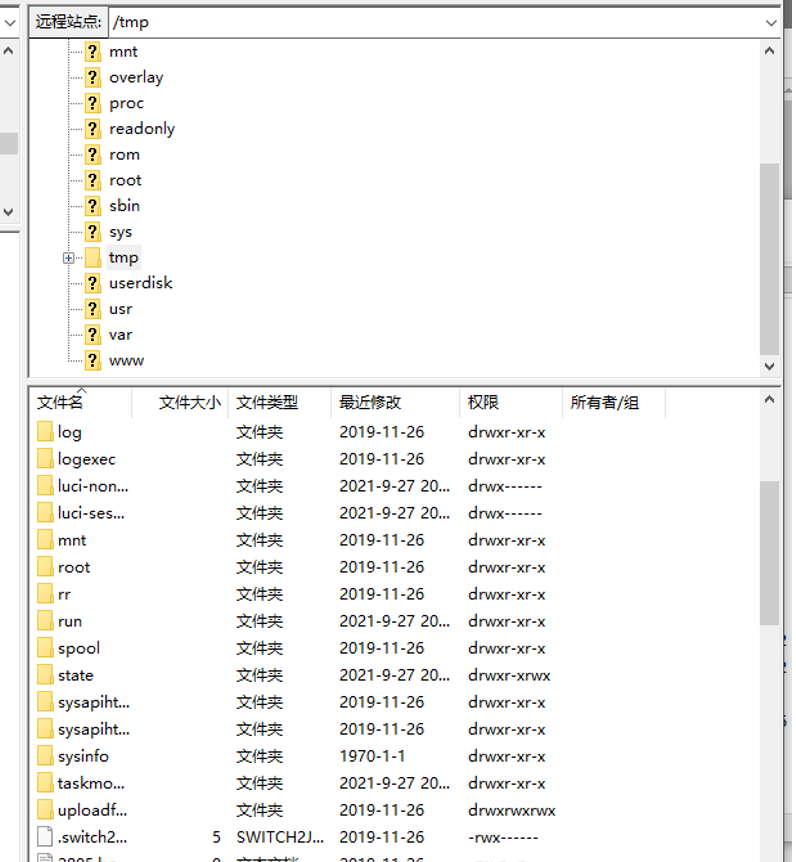 远程站点: /tmp
mnt
overlay
proc
readonly
rom
root
sbin
sys
tmp
userdisk
usr
var
www
文件名 文件大小 文件类型 最近修改 权限 所有者/组
log 文件夹 2019-11-26 drwxr-xr-x
logexec 文件夹 2019-11-26 drwxr-xr-x
luci-non... 文件夹 2021-9-27 20... drwx------
luci-ses... 文件夹 2021-9-27 20... drwx------
mnt 文件夹 2019-11-26 drwxr-xr-x
root 文件夹 2019-11-26 drwxr-xr-x
rr 文件夹 2019-11-26 drwxr-xr-x
run 文件夹 2021-9-27 20... drwxr-xr-x
spool 文件夹 2019-11-26 drwxr-xr-x
state 文件夹 2021-9-27 20... drwxr-xrwx
sysapiht... 文件夹 2019-11-26 drwxr-xr-x
sysapiht... 文件夹 2019-11-26 drwxr-xr-x
sysinfo 文件夹 1970-1-1 drwxr-xr-x
taskmo... 文件夹 2021-9-27 20... drwxr-xr-x
uploadf... 文件夹 2019-11-26 drwxrwxrwx
.switch2... 5 SWITCH2J... 2019-11-26 -rwx------